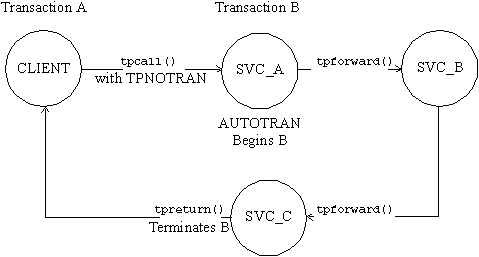 Transaction A
Transaction B
tpcall()
tpforward()
CLIENT
SVC_A
SVC_B
with TPNOTRAN
AUTOTRAN
Begins B
tpreturn()
SVC_C
tpforward()
Terminates B